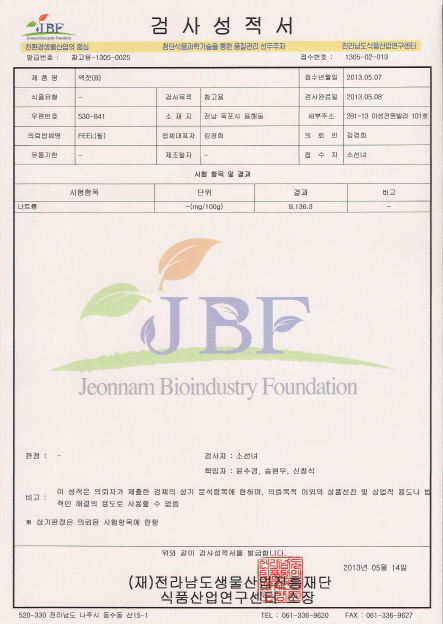 JBF
Jeonnam Bioindustry Foundation
검 사 성 적 서
친환경생물산업의 중심 첨단식품과학기술을 통한 품질관리 선두주자 전라남도식품산업연구센터
발급번호 : 참고용-1305-0025 접수번호 : 1305-02-019
제 품 명 액젓(B) 접수년월일 2013.05.07
식품유형 - 검사목적 참고용 검사완료일 2013.05.08
우편번호 530-841 소 재 지 전남 목포시 용해동 세부주소 281-13 아성전원빌라 101호
의뢰업체명 FEEL(필) 업체대표자 김경희 의 뢰 인 김경희
유통기한 - 제조일자 - 접 수 자 소선녀
시험 항목 및 결과
시험항목 단위 결과 비고
나트륨 -(mg/100g) 9,136.3 -
JBF
Jeonnam Bioindustry Foundation
판정 : - 검사자 : 소선녀
책임자 : 윤수경, 송현우, 신참식
비고 : 이 성적은 의뢰자가 제출한 검체의 상기 분석항목에 한하며, 의뢰목적 이외의 상품선전 및 상업적 용도나 법
적인 해결의 용도로 사용할 수 없음
※ 상기판정은 의뢰된 시험항목에 한함
위와 같이 검사성적서를 발급합니다.
2013년 05월 14일
(재)전라남도생물산업진흥재단
식품산업연구센터 소장
520-330 전라남도 나주시 동수동 산15-1 TEL : 061-336-9620 FAX : 061-336-9627